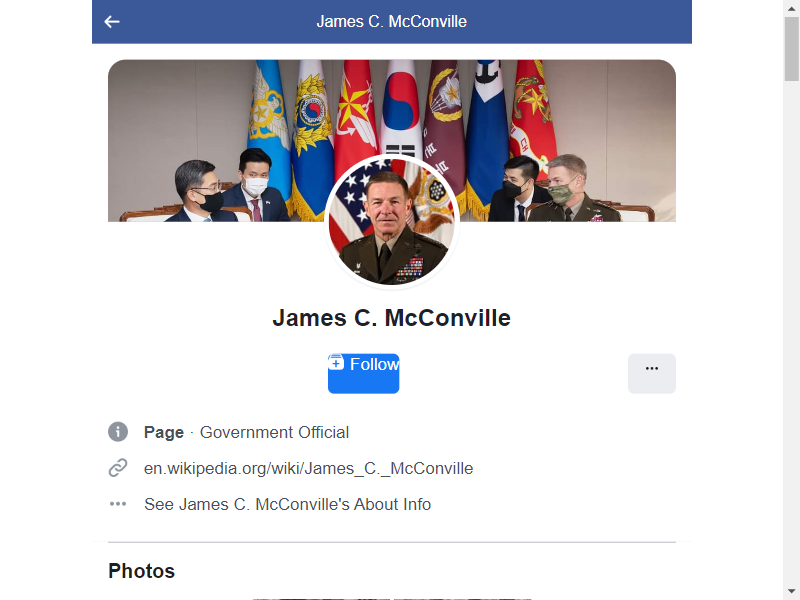 James C. McConville
James C. McConville
Follow
Page · Government Official
en.wikipedia.org/wiki/James_C._McConville
See James C. McConville's About Info
Photos